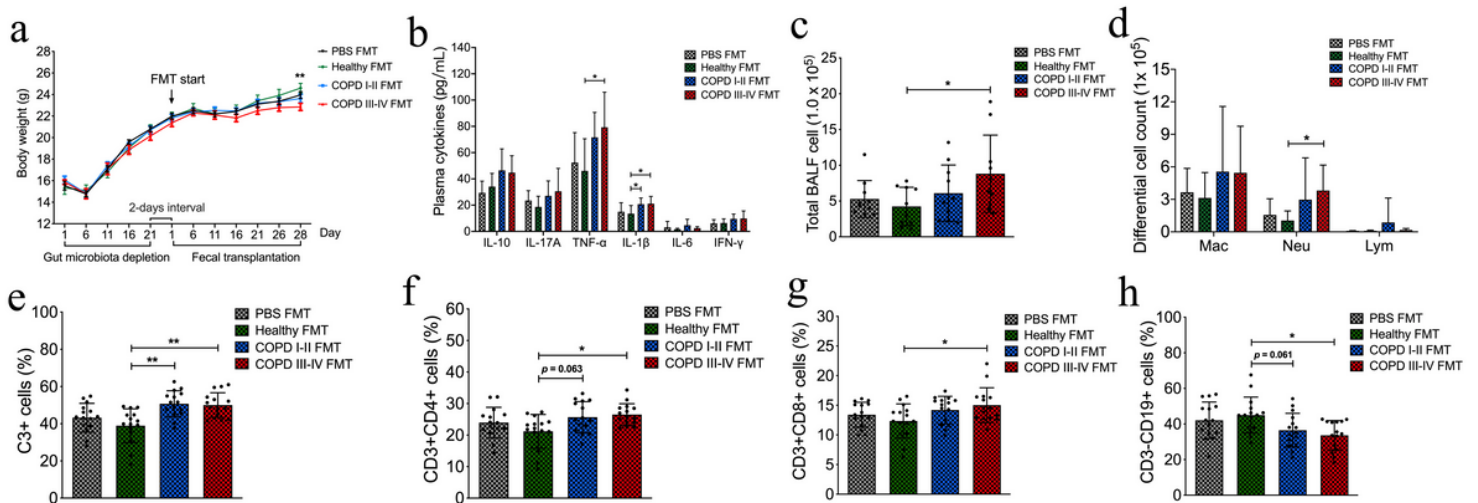 a
Body weight (g)
28
26
24
22
20
18
16
14
12
FMT start
**
PBS FMT
Healthy FMT
COPD I-II FMT
COPD III-IV FMT
2-days interval
1 6 11 16 21 1 6 11 16 21 26 28 Day
Gut microbiota depletion
Fecal transplantation
b
Plasma cytokines (pg/mL)
140
120
100
80
60
40
20
0
PBS FMT
Healthy FMT
COPD I-II FMT
COPD III-IV FMT
*
*
*
IL-10 IL-17A TNF-α IL-1β IL-6 IFN-γ
c
Total BALF cell (1.0 x 10⁵)
25
20
15
10
5
0
PBS FMT
Healthy FMT
COPD I-II FMT
COPD III-IV FMT
*
d
Differential cell count (1x 10⁵)
15
12
9
6
3
0
PBS FMT
Healthy FMT
COPD I-II FMT
COPD III-IV FMT
*
Mac Neu Lym
e
C3+ cells (%)
100
80
60
40
20
0
PBS FMT
Healthy FMT
COPD I-II FMT
COPD III-IV FMT
**
**
f
CD3+CD4+ cells (%)
60
40
20
0
PBS FMT
Healthy FMT
COPD I-II FMT
COPD III-IV FMT
*
p = 0.063
g
CD3+CD8+ cells (%)
30
25
20
15
10
5
0
PBS FMT
Healthy FMT
COPD I-II FMT
COPD III-IV FMT
*
h
CD3-CD19+ cells (%)
100
80
60
40
20
0
PBS FMT
Healthy FMT
COPD I-II FMT
COPD III-IV FMT
*
p = 0.061